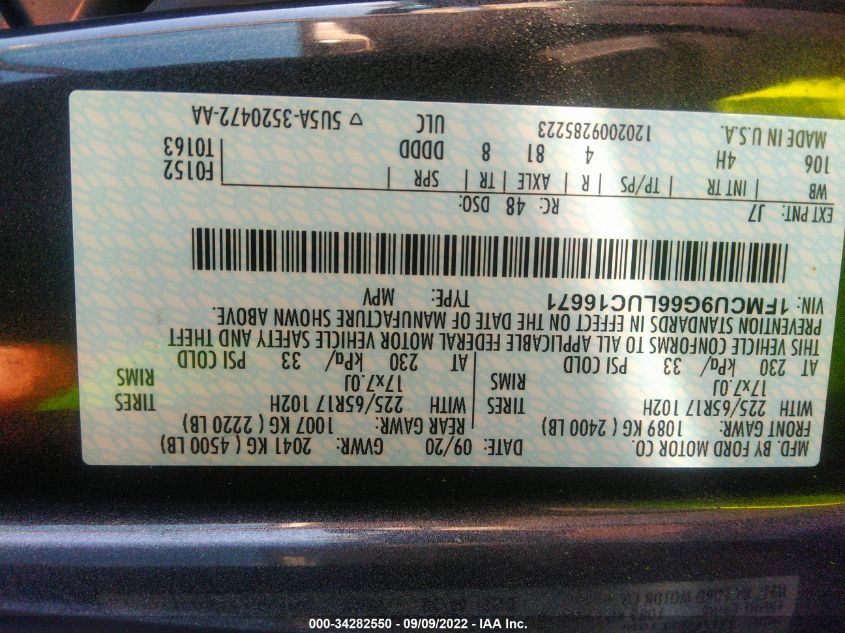 MFD. BY FORD MOTOR CO.
DATE: 09/20 GVWR: 2041 KG ( 4500 LB)
FRONT GAWR: 1089 KG ( 2400 LB) REAR GAWR: 1007 KG ( 2220 LB)
WITH 225/65R17 102H TIRES WITH 225/65R17 102H TIRES
17x7.0J RIMS 17x7.0J RIMS
AT 230 kPa/ 33 PSI COLD AT 230 kPa/ 33 PSI COLD
THIS VEHICLE CONFORMS TO ALL APPLICABLE FEDERAL MOTOR VEHICLE SAFETY AND THEFT
PREVENTION STANDARDS IN EFFECT ON THE DATE OF MANUFACTURE SHOWN ABOVE.
VIN: 1FMCU9G66LUC16671 TYPE: MPV
EXT PNT: J7 RC: 48 DSO:
WB INT TR TP/PS R AXLE TR SPR F0152
106 4H 4 81 8 DDDD T0163
MADE IN U.S.A. 1202009285223 ULC 5U5A-3520472-AA
000-34282550 - 09/09/2022 - IAA Inc.